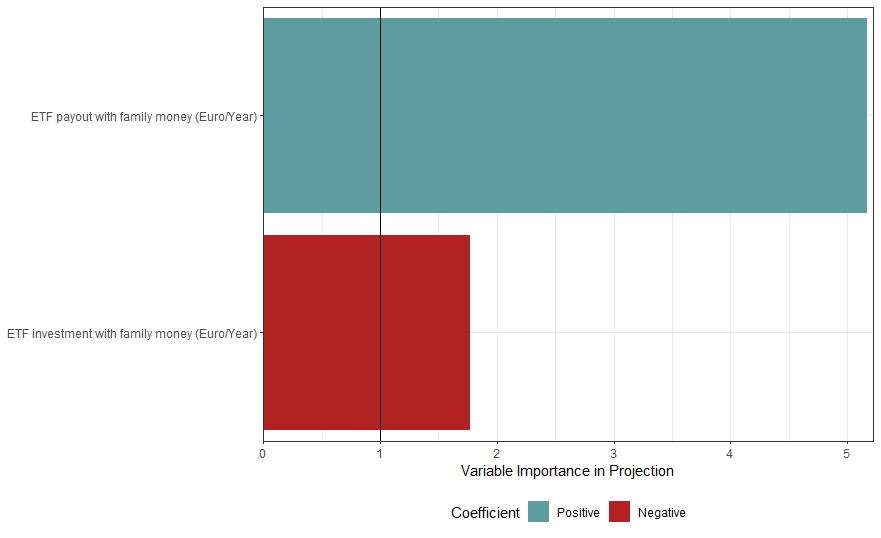 ETF payout with family money (Euro/Year)
ETF investment with family money (Euro/Year)
0 1 2 3 4 5
Variable Importance in Projection
Coefficient Positive Negative